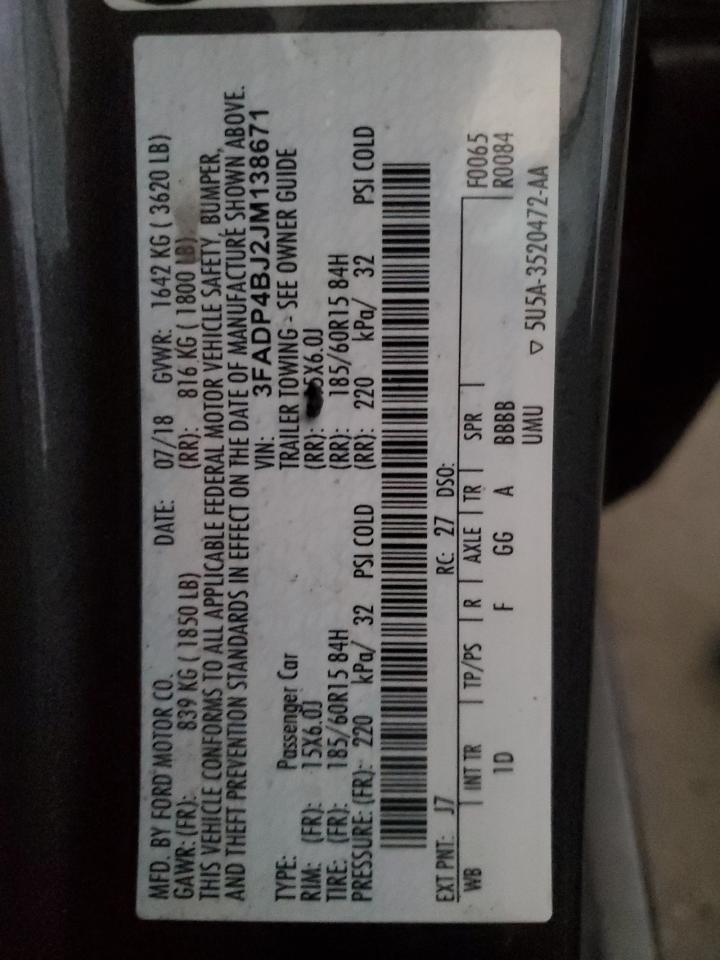 MFD. BY FORD MOTOR CO. DATE: 07/18 GVWR: 1642 KG ( 3620 LB)
GAWR: (FR): 839 KG ( 1850 LB) (RR): 816 KG ( 1800 LB)
THIS VEHICLE CONFORMS TO ALL APPLICABLE FEDERAL MOTOR VEHICLE SAFETY, BUMPER,
AND THEFT PREVENTION STANDARDS IN EFFECT ON THE DATE OF MANUFACTURE SHOWN ABOVE.
VIN: 3FADP4BJ2JM138671
TYPE: Passenger Car TRAILER TOWING - SEE OWNER GUIDE
RIM: (FR): 15X6.0J (RR): 15X6.0J
TIRE: (FR): 185/60R15 84H (RR): 185/60R15 84H
PRESSURE: (FR): 220 kPa/ 32 PSI COLD (RR): 220 kPa/ 32 PSI COLD
EXT PNT: J7 RC: 27 DSO:
WB INT TR TP/PS R AXLE TR SPR F0065
1D F GG A BBBB R0084
UMU
▽ 5U5A-3520472-AA